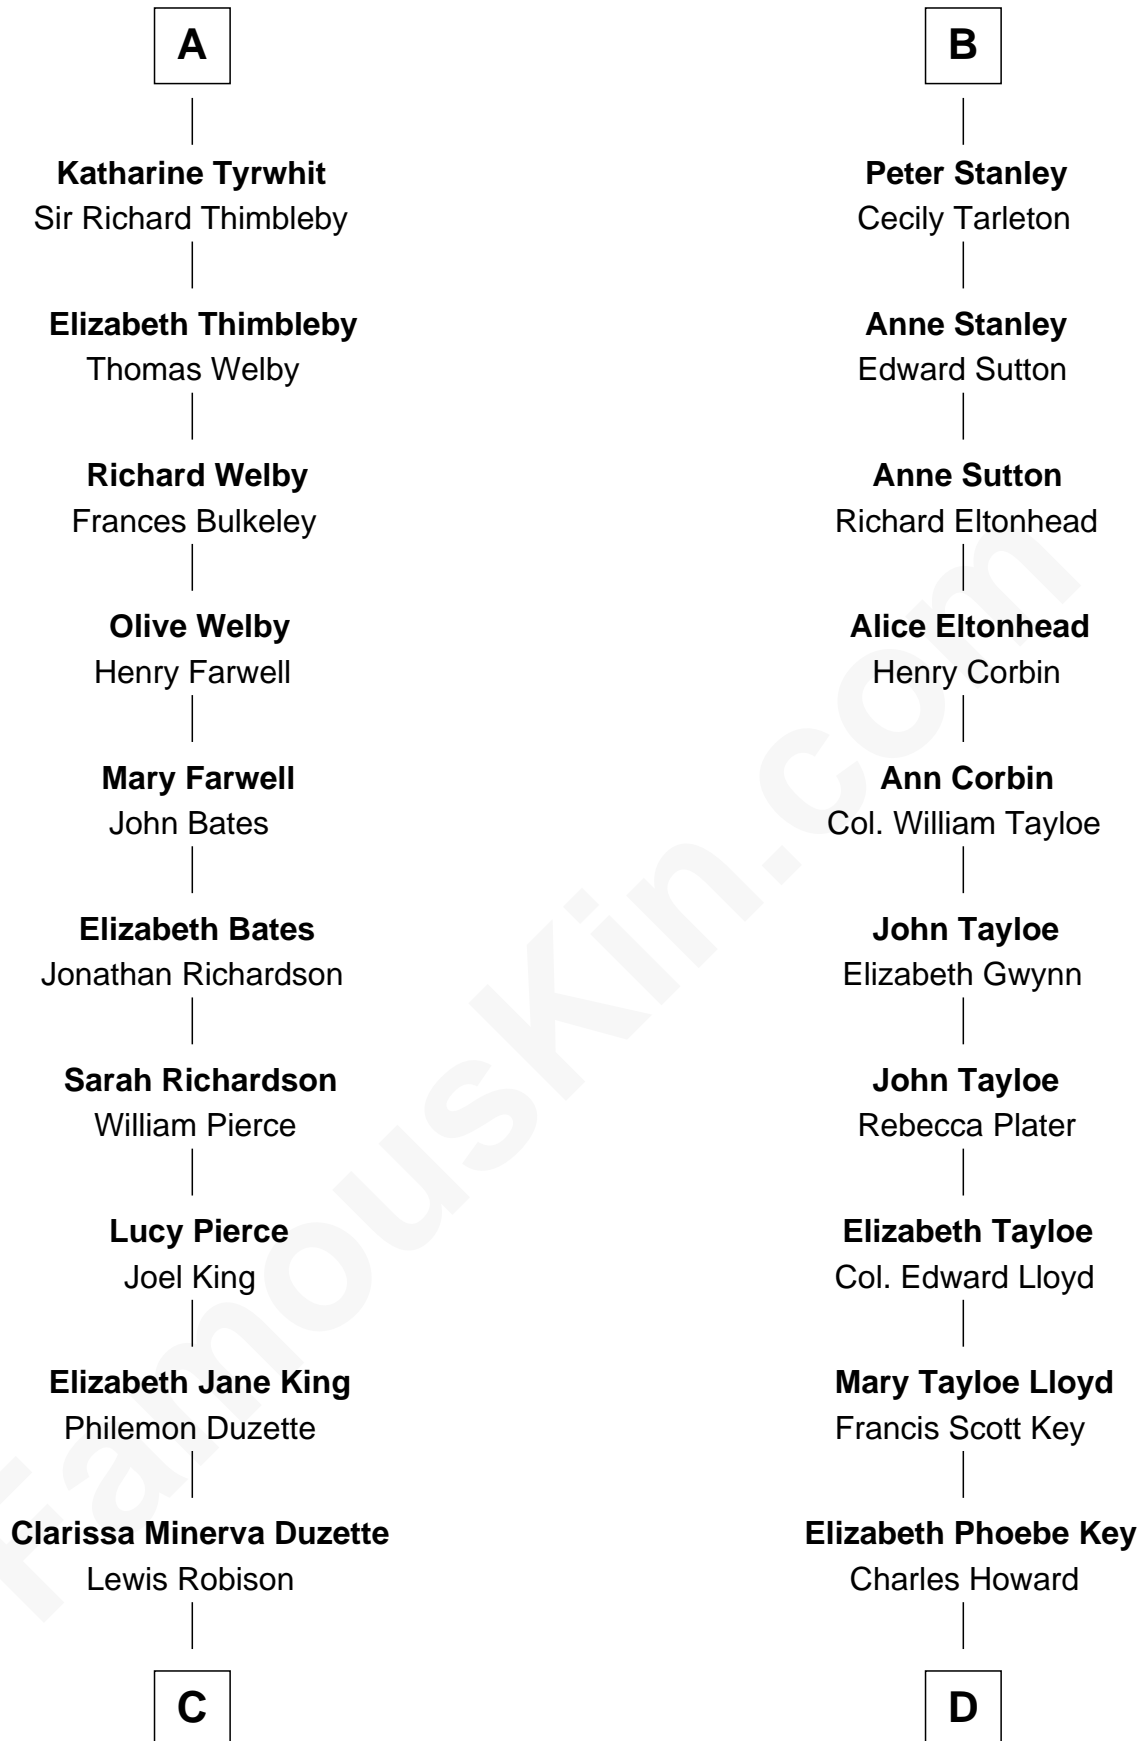 A
Katharine Tyrwhit
Sir Richard Thimbleby
Elizabeth Thimbleby
Thomas Welby
Richard Welby
Frances Bulkeley
Olive Welby
Henry Farwell
Mary Farwell
John Bates
Elizabeth Bates
Jonathan Richardson
Sarah Richardson
William Pierce
Lucy Pierce
Joel King
Elizabeth Jane King
Philemon Duzette
Clarissa Minerva Duzette
Lewis Robison
C
B
Peter Stanley
Cecily Tarleton
Anne Stanley
Edward Sutton
Anne Sutton
Richard Eltonhead
Alice Eltonhead
Henry Corbin
Ann Corbin
Col. William Tayloe
John Tayloe
Elizabeth Gwynn
John Tayloe
Rebecca Plater
Elizabeth Tayloe
Col. Edward Lloyd
Mary Tayloe Lloyd
Francis Scott Key
Elizabeth Phoebe Key
Charles Howard
D
FamousKin.com